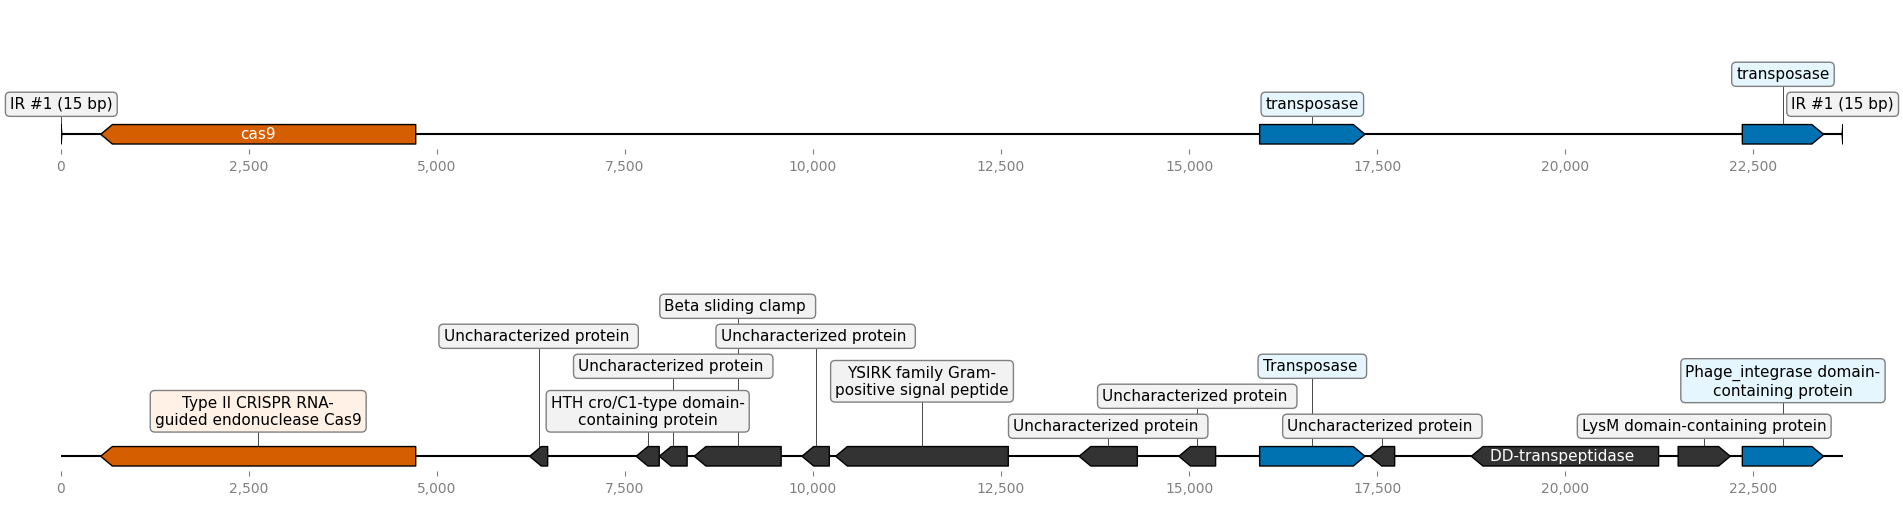 transposase
IR #1 (15 bp)
transposase
IR #1 (15 bp)
cas9
0
2,500
5,000
7,500
10,000
12,500
15,000
17,500
20,000
22,500
Beta sliding clamp
Uncharacterized protein
Uncharacterized protein
Uncharacterized protein
Transposase
YSIRK family Gram-
positive signal peptide
Phage_integrase domain-
containing protein
Uncharacterized protein
Type II CRISPR RNA-
guided endonuclease Cas9
HTH cro/C1-type domain-
containing protein
Uncharacterized protein
Uncharacterized protein
LysM domain-containing protein
DD-transpeptidase
0
2,500
5,000
7,500
10,000
12,500
15,000
17,500
20,000
22,500